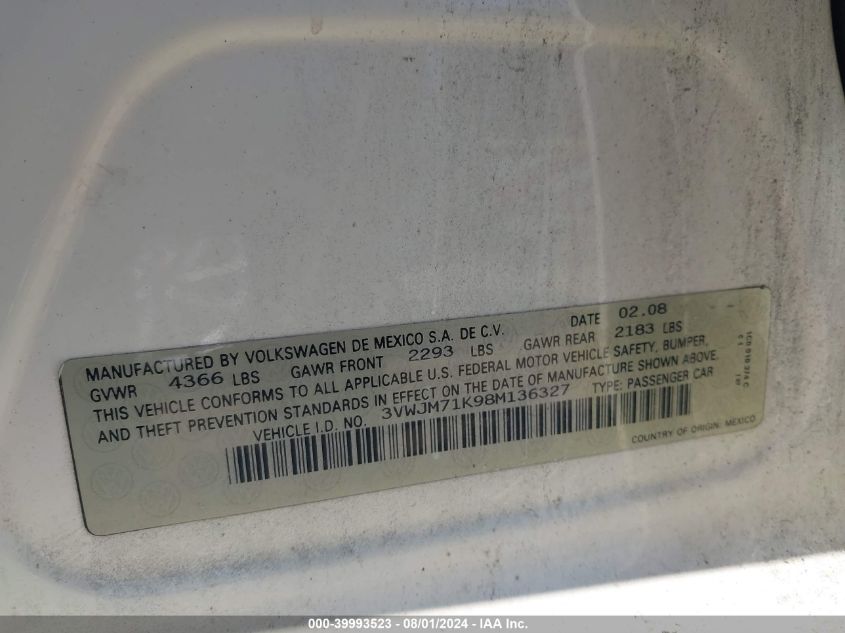 MANUFACTURED BY VOLKSWAGEN DE MEXICO S.A. DE C.V. DATE 02.08
GVWR 4366 LBS GAWR FRONT 2293 LBS GAWR REAR 2183 LBS
THIS VEHICLE CONFORMS TO ALL APPLICABLE U.S. FEDERAL MOTOR VEHICLE SAFETY, BUMPER,
AND THEFT PREVENTION STANDARDS IN EFFECT ON THE DATE OF MANUFACTURE SHOWN ABOVE.
VEHICLE I.D. NO. 3VWJM71K98M136327 TYPE: PASSENGER CAR
COUNTRY OF ORIGIN: MEXICO
1C0 010 374 C
000-39993523 - 08/01/2024 - IAA Inc.